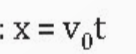 : x = v₀t